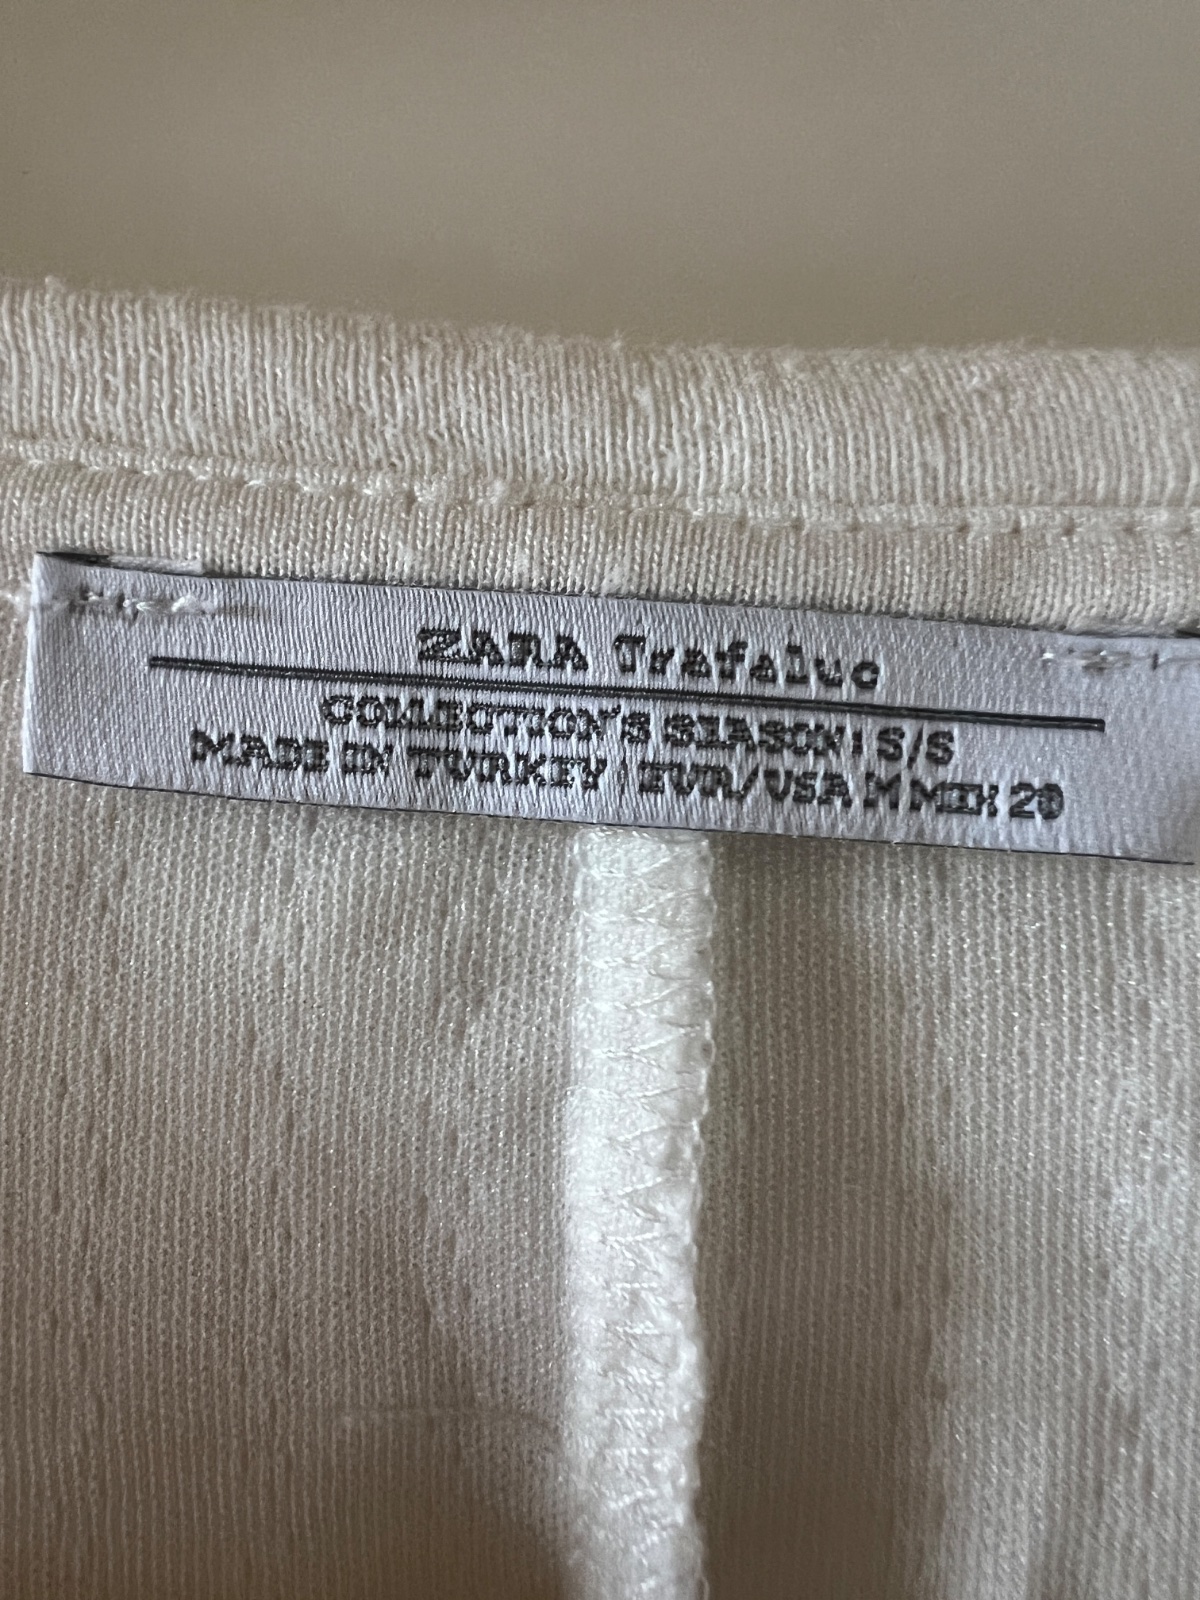 ZARA Trafaluc
COLLECTION'S SEASON: S/S
MADE IN TURKEY | EUR/USA M MEX 28